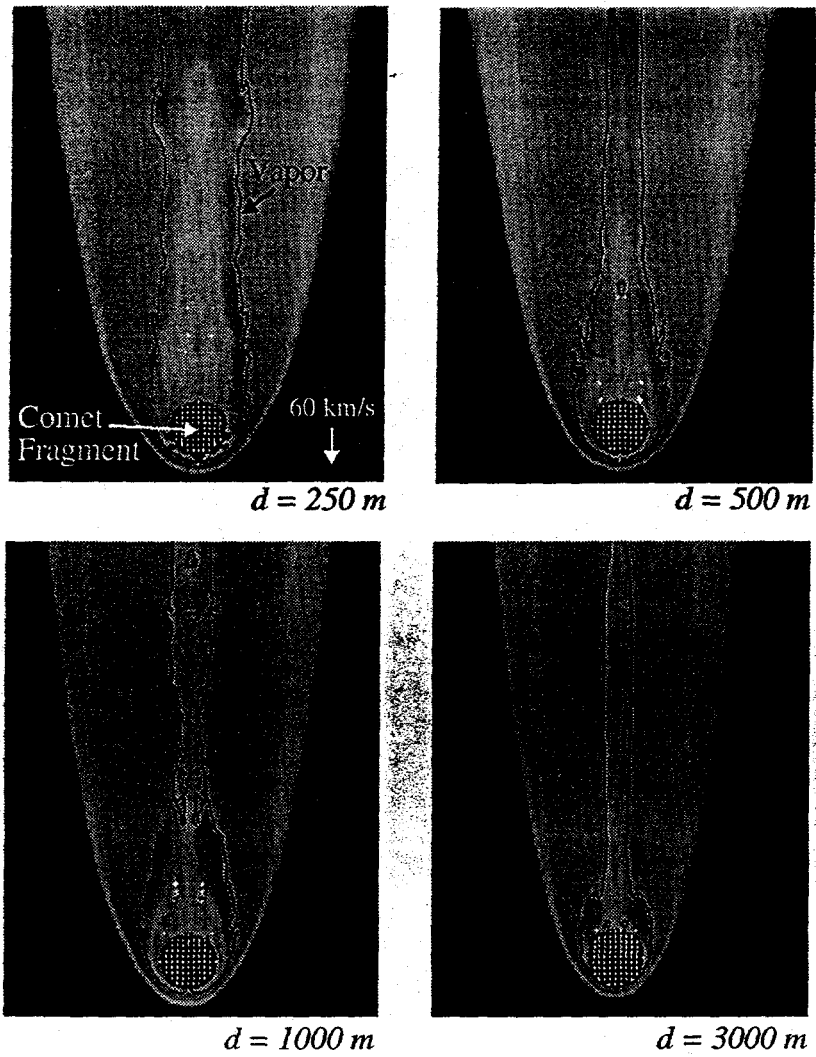 Vapor
Comet
Fragment
60 km/s
d = 250 m
d = 500 m
d = 1000 m
d = 3000 m